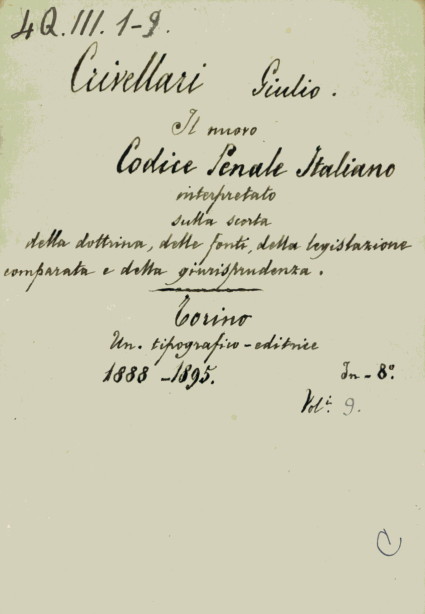 4Q.III. 1-9.
Crivellari Giulio.
Il nuovo
Codice Penale Italiano
interpretato
sulla scorta
della dottrina, delle fonti, della legislazione
comparata e della giurisprudenza.
Torino
Un. tipografico-editrice
1888-1895. In-8°.
Vol.i 9.
C